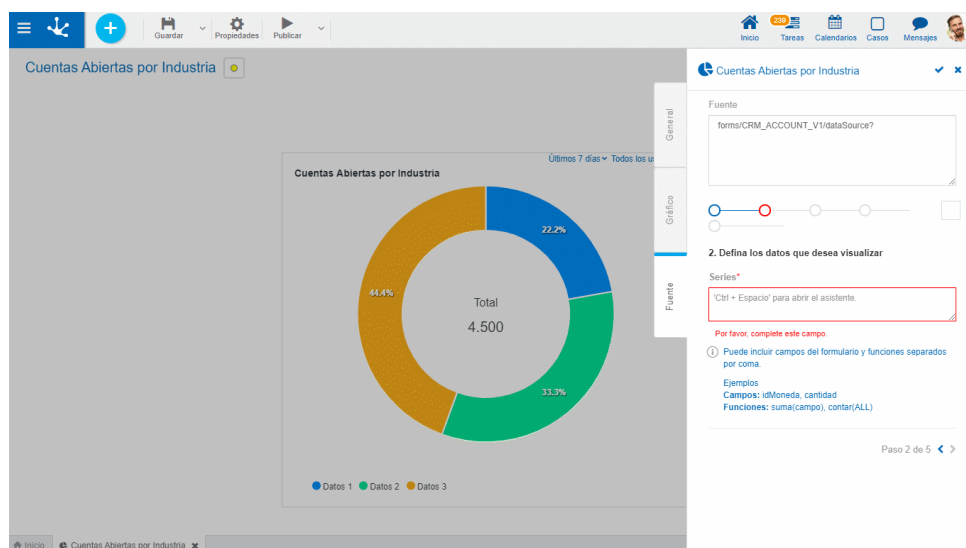 Guardar
Propiedades
Publicar
239
Inicio
Tareas
Calendarios
Casos
Mensajes
Cuentas Abiertas por Industria
Últimos 7 días Todos los
Cuentas Abiertas por Industria
22.2%
44.4%
33.3%
Total
4.500
Datos 1
Datos 2
Datos 3
General
Gráfico
Fuente
Cuentas Abiertas por Industria
Fuente
forms/CRM_ACCOUNT_V1/dataSource?
2. Defina los datos que desea visualizar
Series*
'Ctrl + Espacio' para abrir el asistente.
Por favor, complete este campo.
Puede incluir campos del formulario y funciones separados
por coma.
Ejemplos
Campos: idMoneda, cantidad
Funciones: suma(campo), contar(ALL)
Paso 2 de 5
Inicio
Cuentas Abiertas por Industria